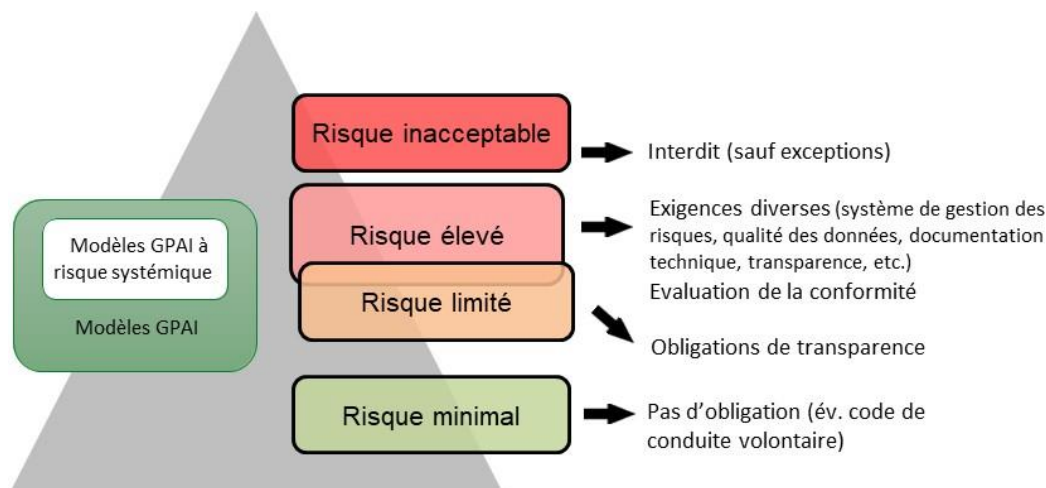 Risque inacceptable
Interdit (sauf exceptions)
Risque élevé
Exigences diverses (système de gestion des
risques, qualité des données, documentation
technique, transparence, etc.)
Evaluation de la conformité
Modèles GPAI à
risque systémique
Modèles GPAI
Risque limité
Obligations de transparence
Risque minimal
Pas d’obligation (év. code de
conduite volontaire)